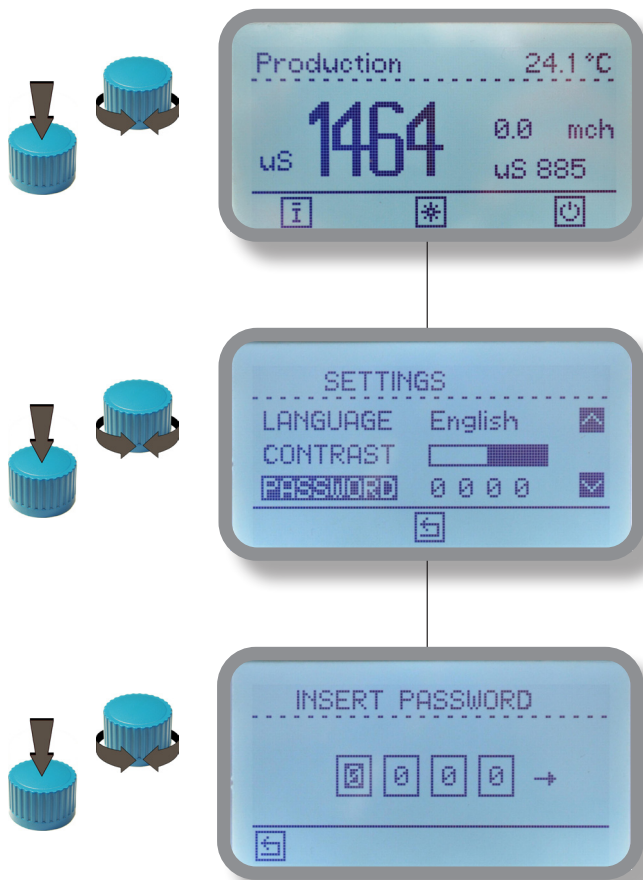 Production 24.1 °C
uS 1464 0.0 mch
uS 885
SETTINGS
LANGUAGE English
CONTRAST
PASSWORD 0 0 0 0
INSERT PASSWORD
0 0 0